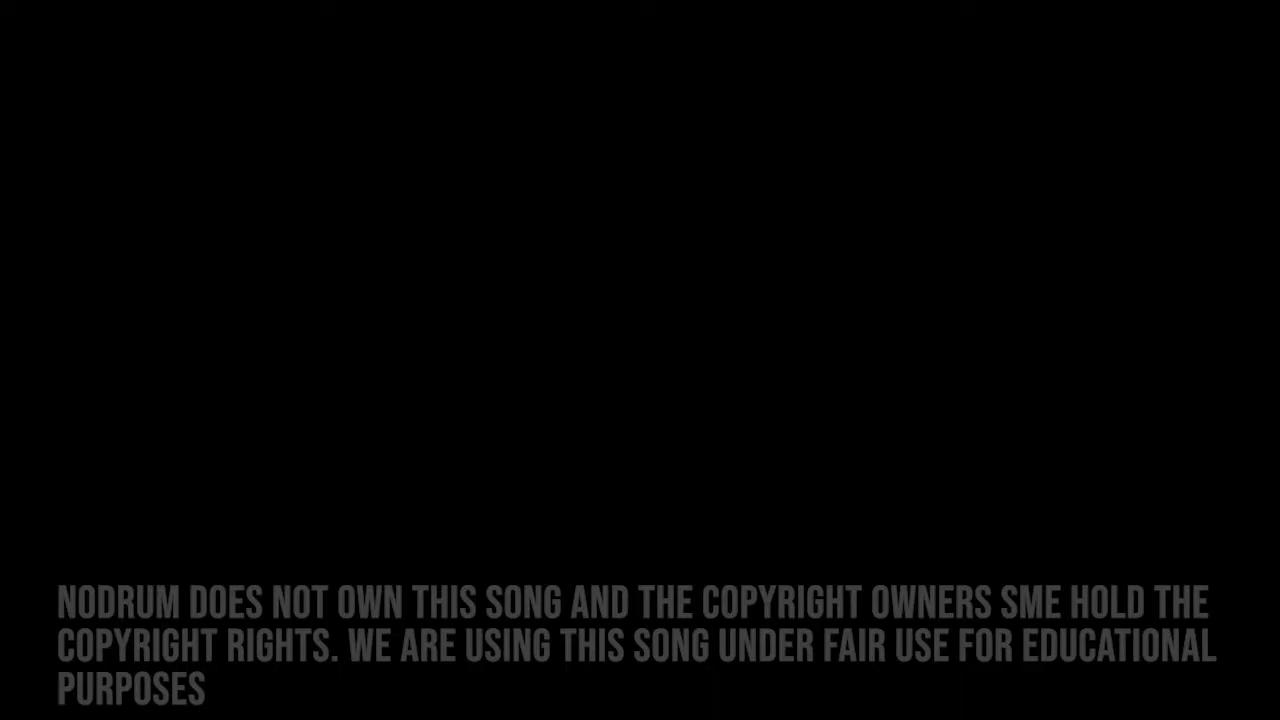 NODRUM DOES NOT OWN THIS SONG AND THE COPYRIGHT OWNERS SME HOLD THE
COPYRIGHT RIGHTS. WE ARE USING THIS SONG UNDER FAIR USE FOR EDUCATIONAL
PURPOSES